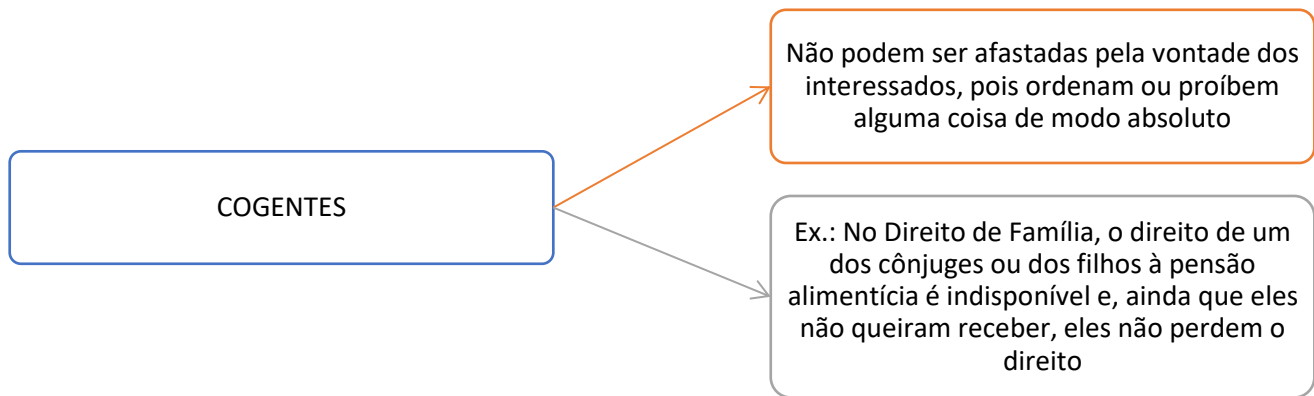 COGENTES
Não podem ser afastadas pela vontade dos
interessados, pois ordenam ou proíbem
alguma coisa de modo absoluto
Ex.: No Direito de Família, o direito de um
dos cônjuges ou dos filhos à pensão
alimentícia é indisponível e, ainda que eles
não queiram receber, eles não perdem o
direito